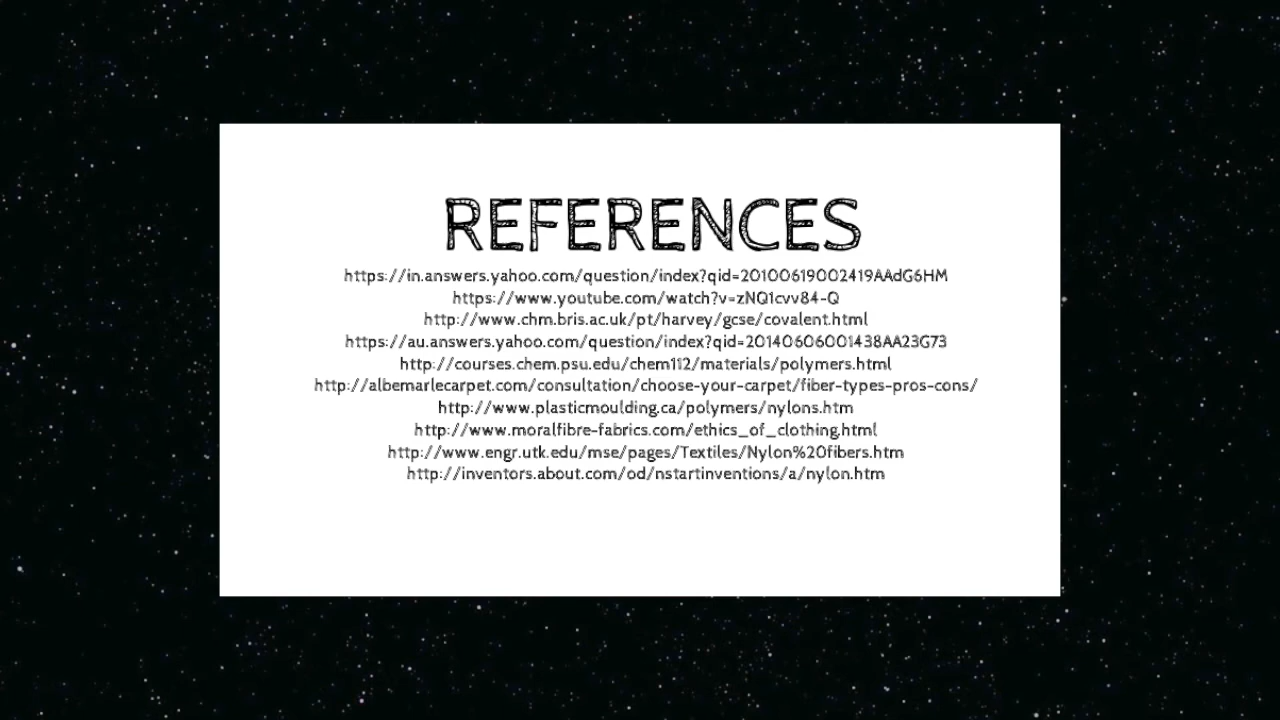 REFERENCES
https://in.answers.yahoo.com/question/index?qid=20100619002419AAdG6HM
https://www.youtube.com/watch?v=zNQ1cvv84-Q
http://www.chm.bris.ac.uk/pt/harvey/gcse/covalent.html
https://au.answers.yahoo.com/question/index?qid=20140606001438AA23G73
http://courses.chem.psu.edu/chem112/materials/polymers.html
http://albemarlecarpet.com/consultation/choose-your-carpet/fiber-types-pros-cons/
http://www.plasticmoulding.ca/polymers/nylons.htm
http://www.moralfibre-fabrics.com/ethics_of_clothing.html
http://www.engr.utk.edu/mse/pages/Textiles/Nylon%20fibers.htm
http://inventors.about.com/od/nstartinventions/a/nylon.htm